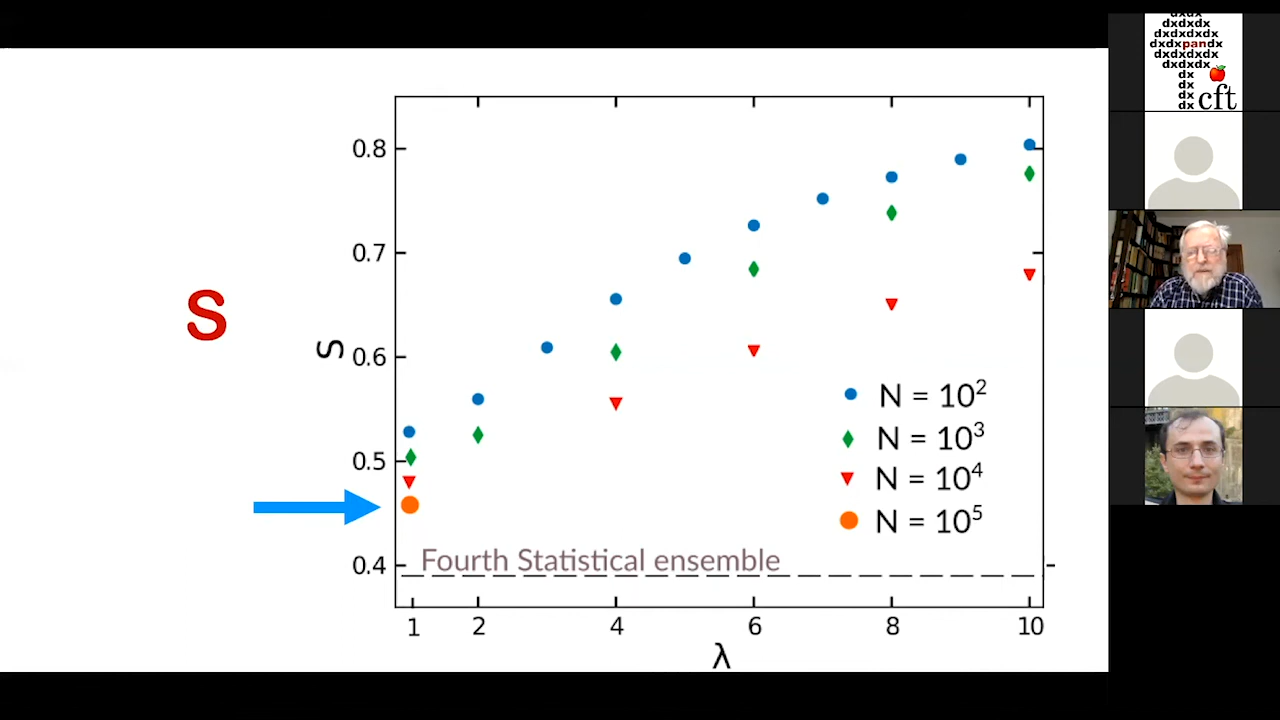 S
S
0.8
0.7
0.6
0.5
0.4
N = 10²
N = 10³
N = 10⁴
N = 10⁵
Fourth Statistical ensemble
1 2 4 6 8 10
λ
dxdx
dxdxdx
dxdxdxdx
dxdxpandx
dxdxdxdx
dxdxdx
dx
dx
dx
dx cft